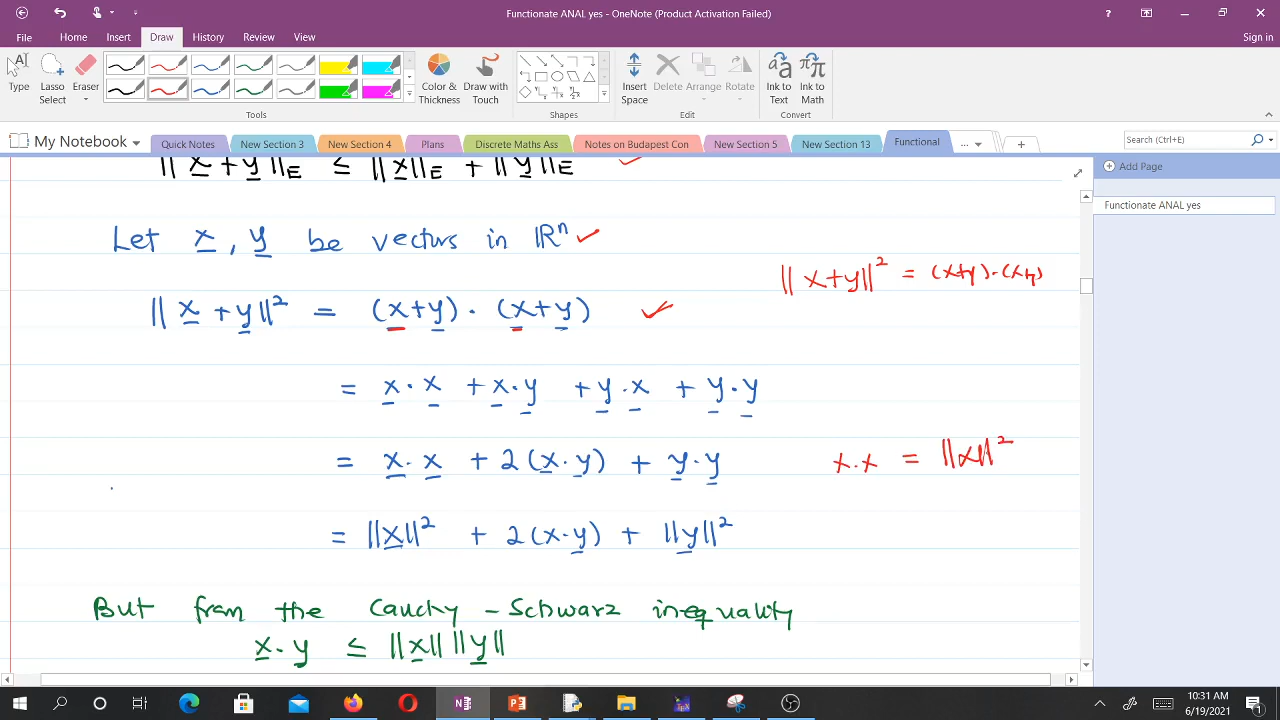 Functionate ANAL yes - OneNote (Product Activation Failed)
File Home Insert Draw History Review View
Sign in
Type
Lasso Select
Eraser
Color & Thickness
Draw with Touch
Insert Space
Delete
Arrange
Rotate
Ink to Text
Ink to Math
Tools
Shapes
Edit
Convert
My Notebook
Quick Notes
New Section 3
New Section 4
Plans
Discrete Maths Ass
Notes on Budapest Con
New Section 5
New Section 13
Functional
...
Search (Ctrl+E)
Add Page
Functionate ANAL yes
||x + y||E ≤ ||x||E + ||y||E
Let x, y be vectors in ℝⁿ ✓
||x+y||² = (x+y)·(x+y)
||x + y||² = (x+y) · (x+y) ✓
= x·x + x·y + y·x + y·y
= x·x + 2(x·y) + y·y
x.x = ||x||²
= ||x||² + 2(x·y) + ||y||²
But from the Cauchy - Schwarz inequality
x·y ≤ ||x|| ||y||
10:31 AM
6/19/2021